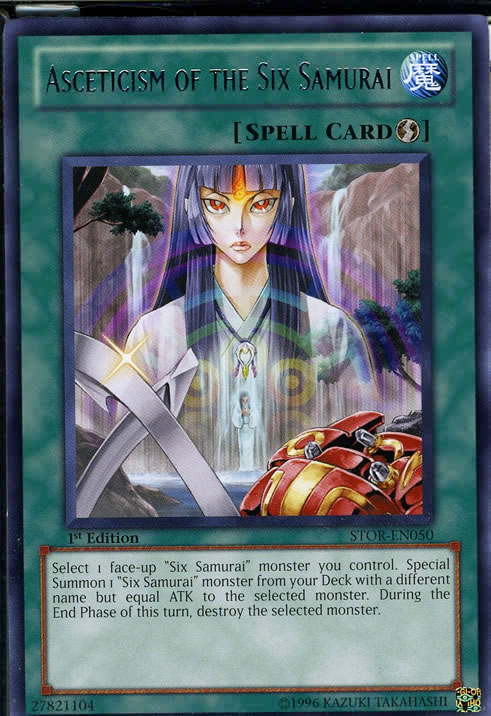 Asceticism of the Six Samurai
SPELL
魔
[Spell Card]
1st Edition
STOR-EN050
Select 1 face-up "Six Samurai" monster you control. Special
Summon 1 "Six Samurai" monster from your Deck with a different
name but equal ATK to the selected monster. During the
End Phase of this turn, destroy the selected monster.
27821104
©1996 KAZUKI TAKAHASHI